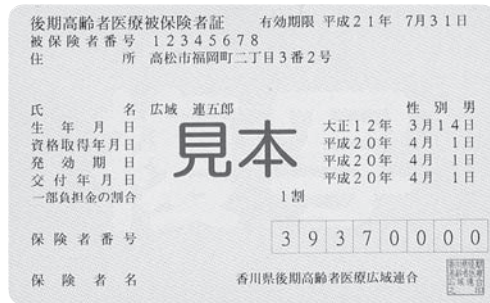 後期高齢者医療被保険者証 有効期限 平成21年 7月31日
被保険者番号 12345678
住所 高松市福岡町二丁目3番2号
氏名 広域 連五郎 性別男
生年月日 大正12年 3月14日
資格取得年月日 平成20年 4月 1日
発効期日 平成20年 4月 1日
交付年月日 平成20年 4月 1日
一部負担金の割合 1割
見本
保険者番号 39370000
保険者名 香川県後期高齢者医療広域連合